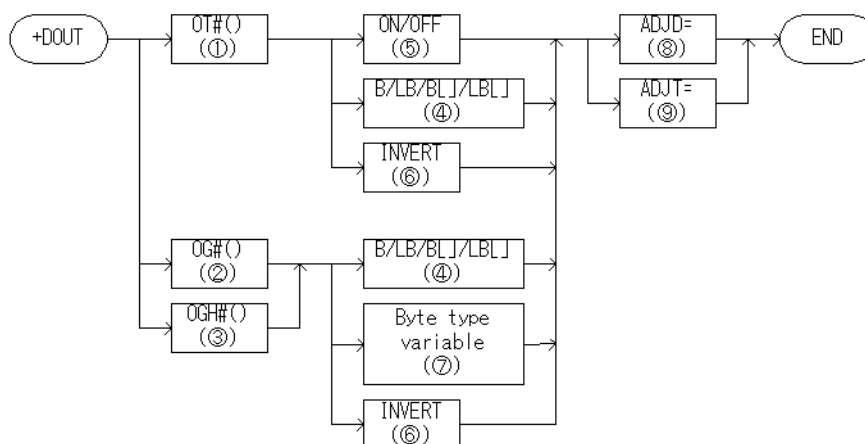 +DOUT
OT#()
(①)
ON/OFF
(⑤)
ADJD=
(⑧)
END
B/LB/B[]/LB[]
(④)
ADJT=
(⑨)
INVERT
(⑥)
OG#()
(②)
B/LB/B[]/LB[]
(④)
OGH#()
(③)
Byte type
variable
(⑦)
INVERT
(⑥)